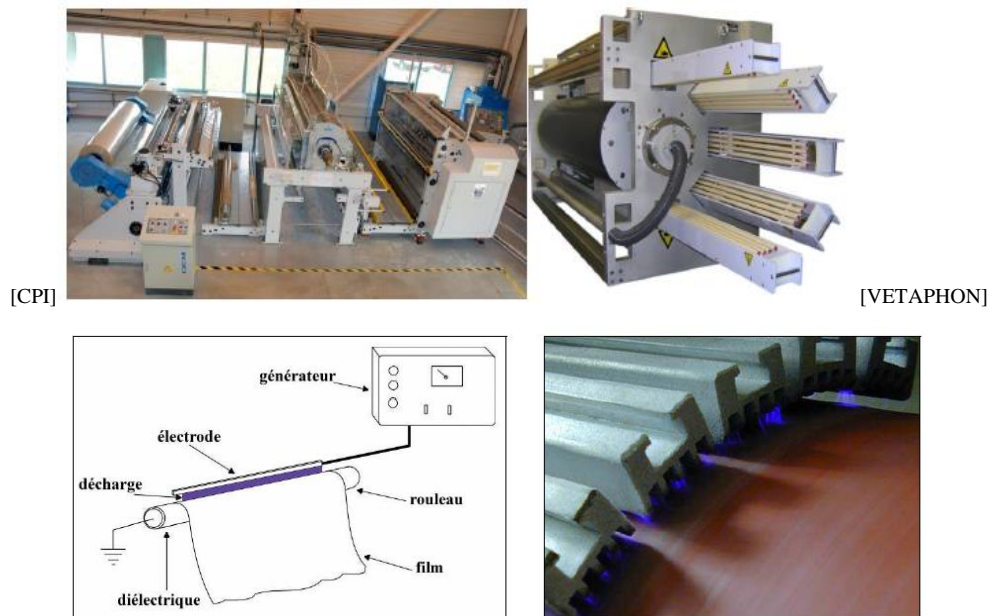 [CPI]
[VETAPHON]
générateur
électrode
décharge
rouleau
film
diélectrique